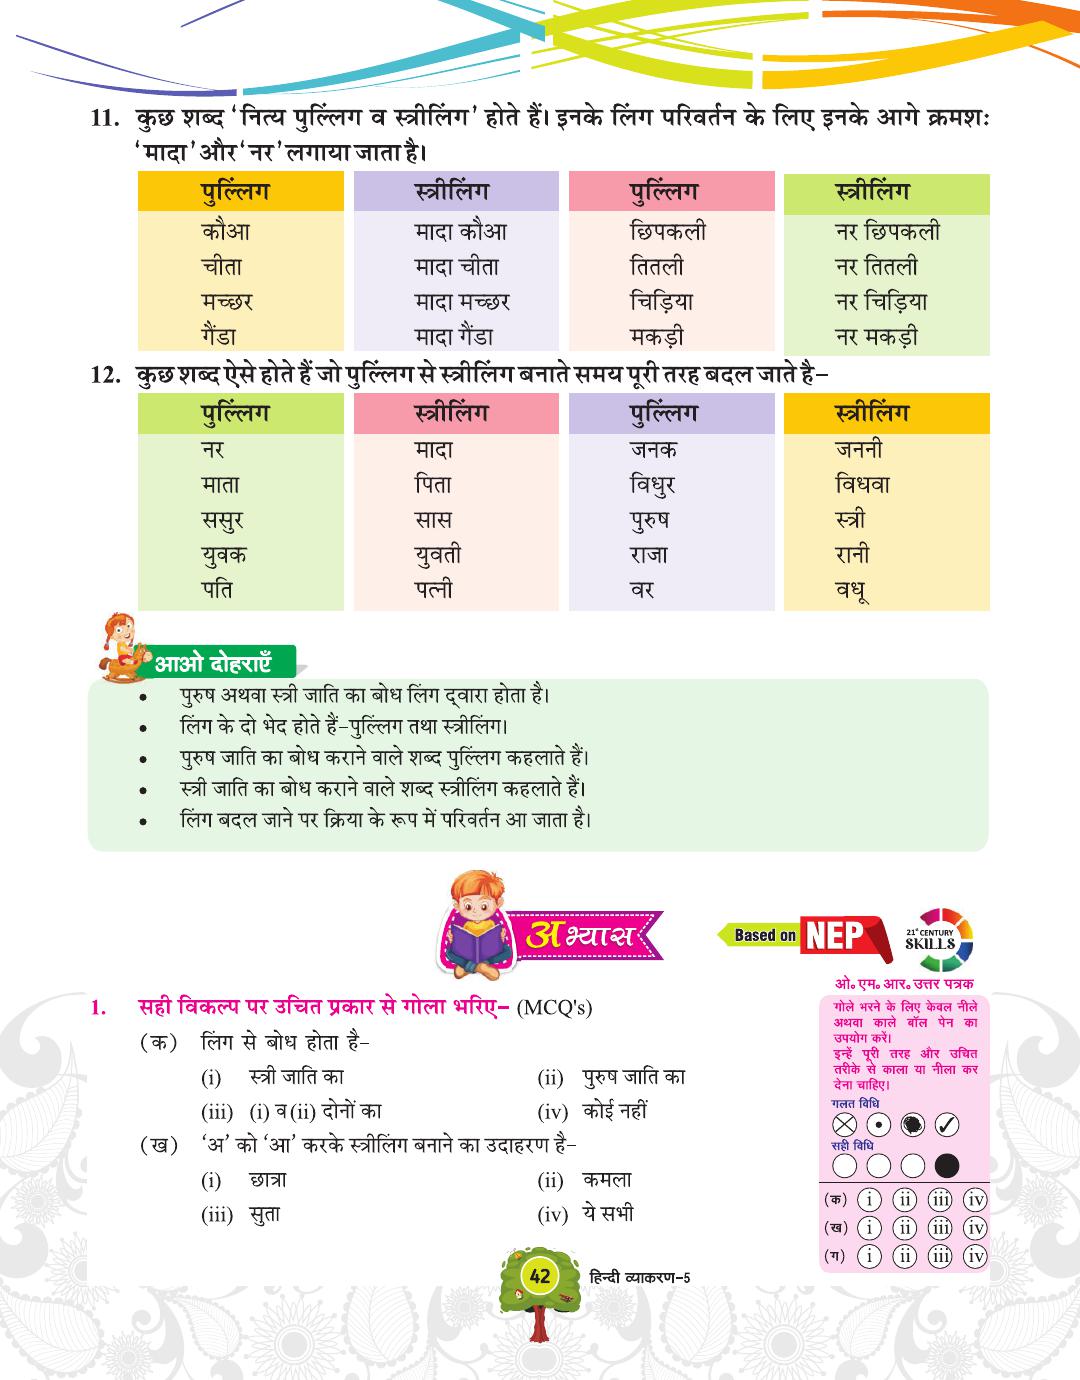 11. कुछ शब्द ‘नित्य पुल्लिंग व स्त्रीलिंग’ होते हैं। इनके लिंग परिवर्तन के लिए इनके आगे क्रमशः
‘मादा’ और ‘नर’ लगाया जाता है।
पुल्लिंग स्त्रीलिंग पुल्लिंग स्त्रीलिंग
कौआ मादा कौआ छिपकली नर छिपकली
चीता मादा चीता तितली नर तितली
मच्छर मादा मच्छर चिड़िया नर चिड़िया
गैंडा मादा गैंडा मकड़ी नर मकड़ी
12. कुछ शब्द ऐसे होते हैं जो पुल्लिंग से स्त्रीलिंग बनाते समय पूरी तरह बदल जाते है–
पुल्लिंग स्त्रीलिंग पुल्लिंग स्त्रीलिंग
नर मादा जनक जननी
माता पिता विधुर विधवा
ससुर सास पुरुष स्त्री
युवक युवती राजा रानी
पति पत्नी वर वधू
आओ दोहराएँ
• पुरुष अथवा स्त्री जाति का बोध लिंग द्वारा होता है।
• लिंग के दो भेद होते हैं–पुल्लिंग तथा स्त्रीलिंग।
• पुरुष जाति का बोध कराने वाले शब्द पुल्लिंग कहलाते हैं।
• स्त्री जाति का बोध कराने वाले शब्द स्त्रीलिंग कहलाते हैं।
• लिंग बदल जाने पर क्रिया के रूप में परिवर्तन आ जाता है।
अभ्यास
Based on NEP
21st CENTURY
SKILLS
1. सही विकल्प पर उचित प्रकार से गोला भरिए– (MCQ's)
(क) लिंग से बोध होता है–
(i) स्त्री जाति का (ii) पुरुष जाति का
(iii) (i) व (ii) दोनों का (iv) कोई नहीं
(ख) ‘अ’ को ‘आ’ करके स्त्रीलिंग बनाने का उदाहरण है–
(i) छात्रा (ii) कमला
(iii) सुता (iv) ये सभी
ओ॰ एम॰ आर॰ उत्तर पत्रक
गोले भरने के लिए केवल नीले
अथवा काले बॉल पेन का
उपयोग करें।
इन्हें पूरी तरह और उचित
तरीके से काला या नीला कर
देना चाहिए।
गलत विधि
सही विधि
(क) i ii iii iv
(ख) i ii iii iv
(ग) i ii iii iv
42 हिन्दी व्याकरण–5